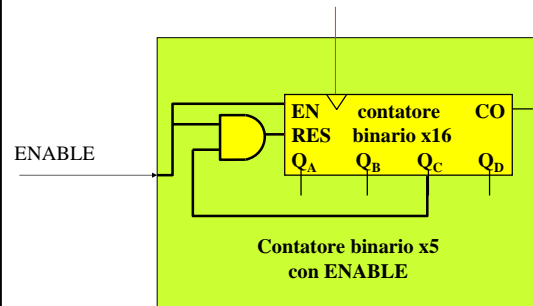 EN contatore CO
RES binario x16
ENABLE
QA QB QC QD
Contatore binario x5
con ENABLE